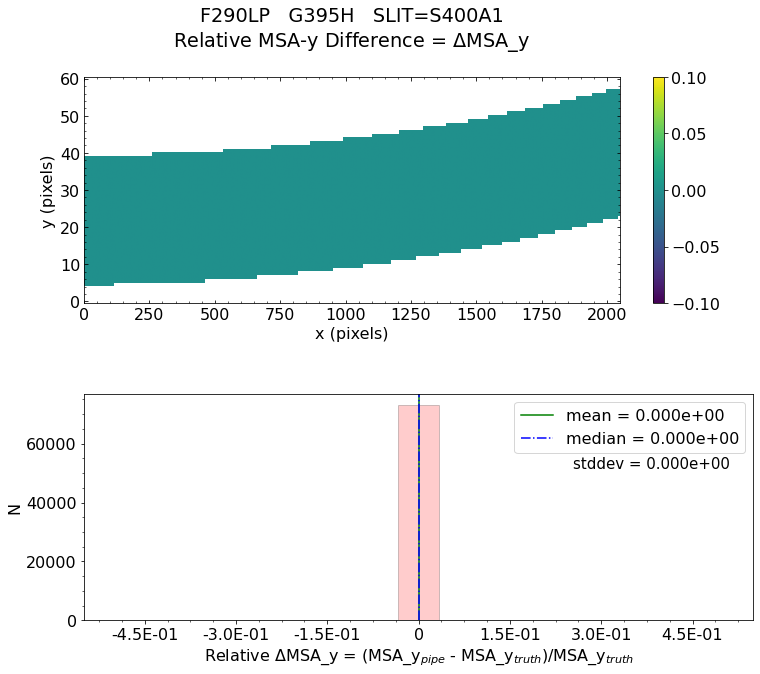 F290LP   G395H   SLIT=S400A1
Relative MSA-y Difference = ΔMSA_y
60
50
40
30
20
10
0
y (pixels)
0 250 500 750 1000 1250 1500 1750 2000
x (pixels)
0.10
0.05
0.00
−0.05
−0.10
60000
40000
20000
0
N
mean = 0.000e+00
median = 0.000e+00
stddev = 0.000e+00
-4.5E-01 -3.0E-01 -1.5E-01 0 1.5E-01 3.0E-01 4.5E-01
Relative ΔMSA_y = (MSA_y_pipe - MSA_y_truth)/MSA_y_truth